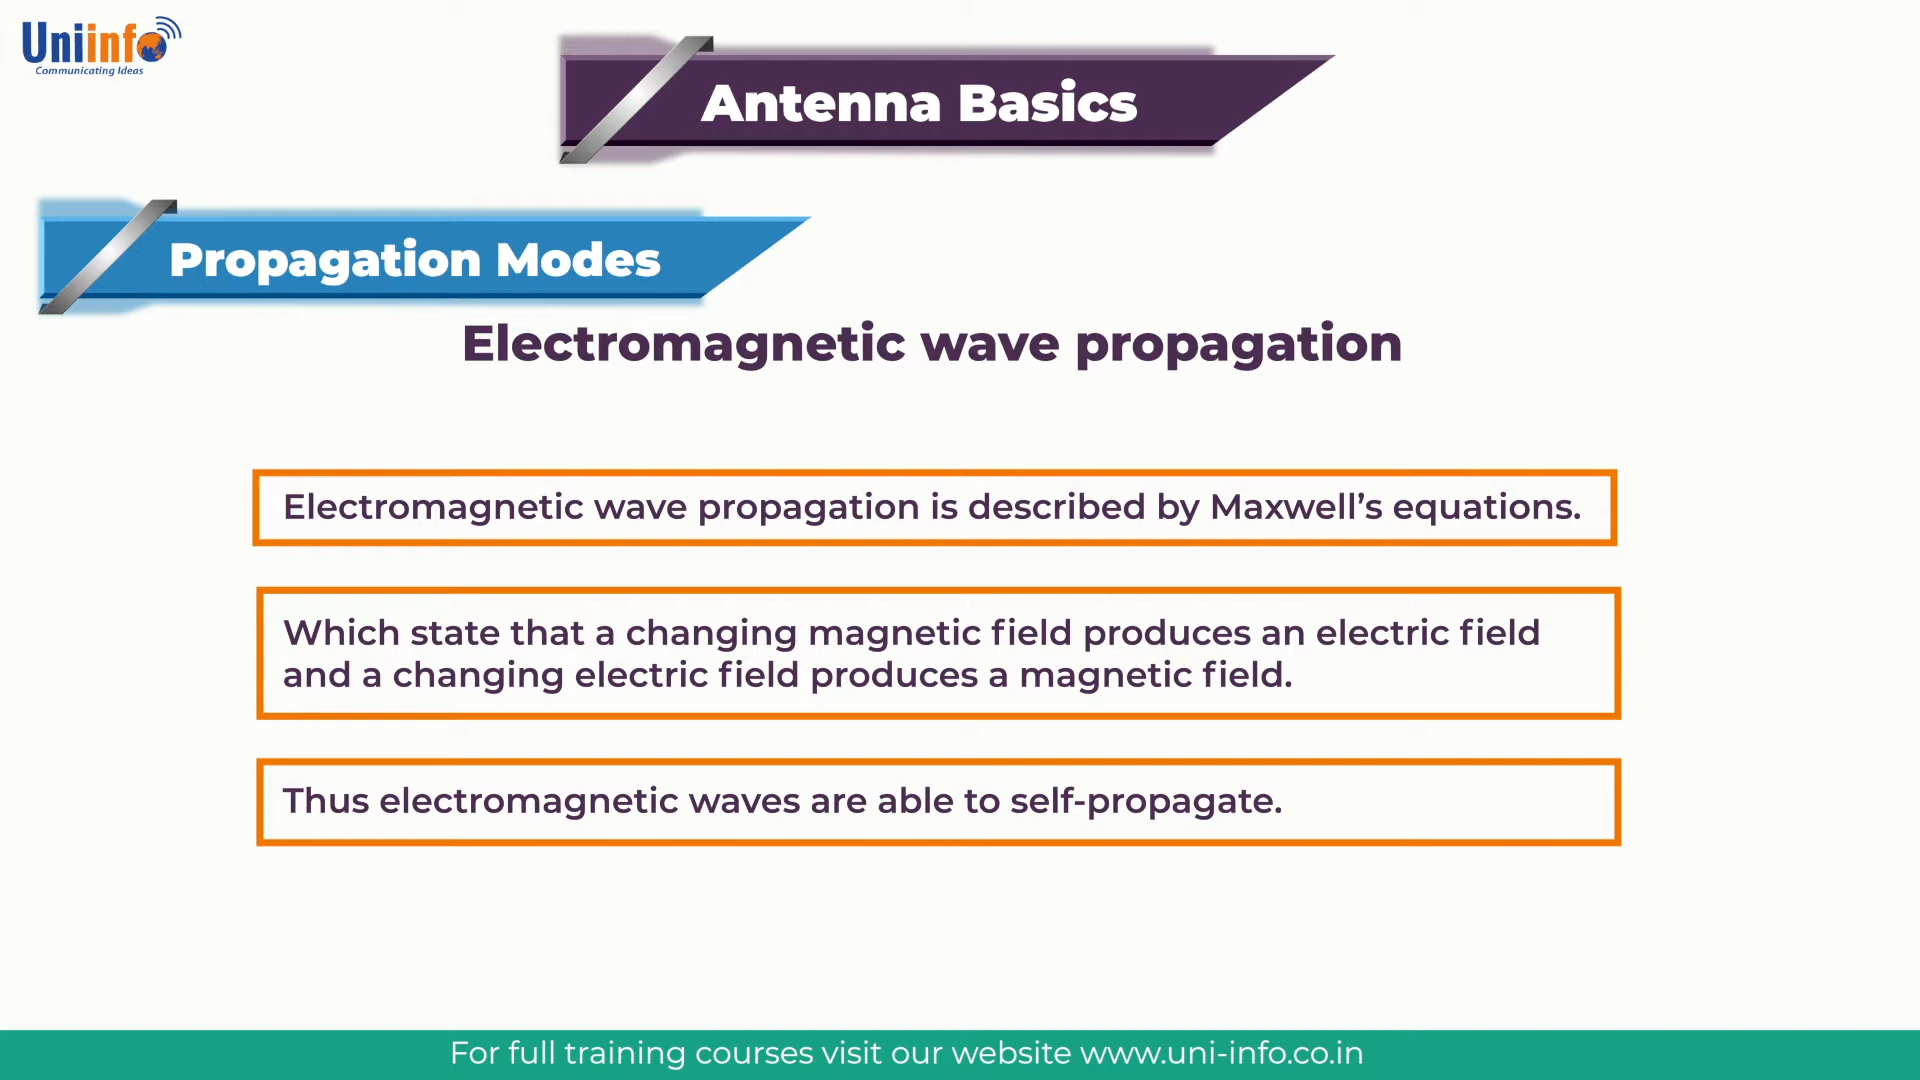 Uniinfo
Communicating Ideas
Antenna Basics
Propagation Modes
Electromagnetic wave propagation
Electromagnetic wave propagation is described by Maxwell’s equations.
Which state that a changing magnetic field produces an electric field
and a changing electric field produces a magnetic field.
Thus electromagnetic waves are able to self-propagate.
For full training courses visit our website www.uni-info.co.in